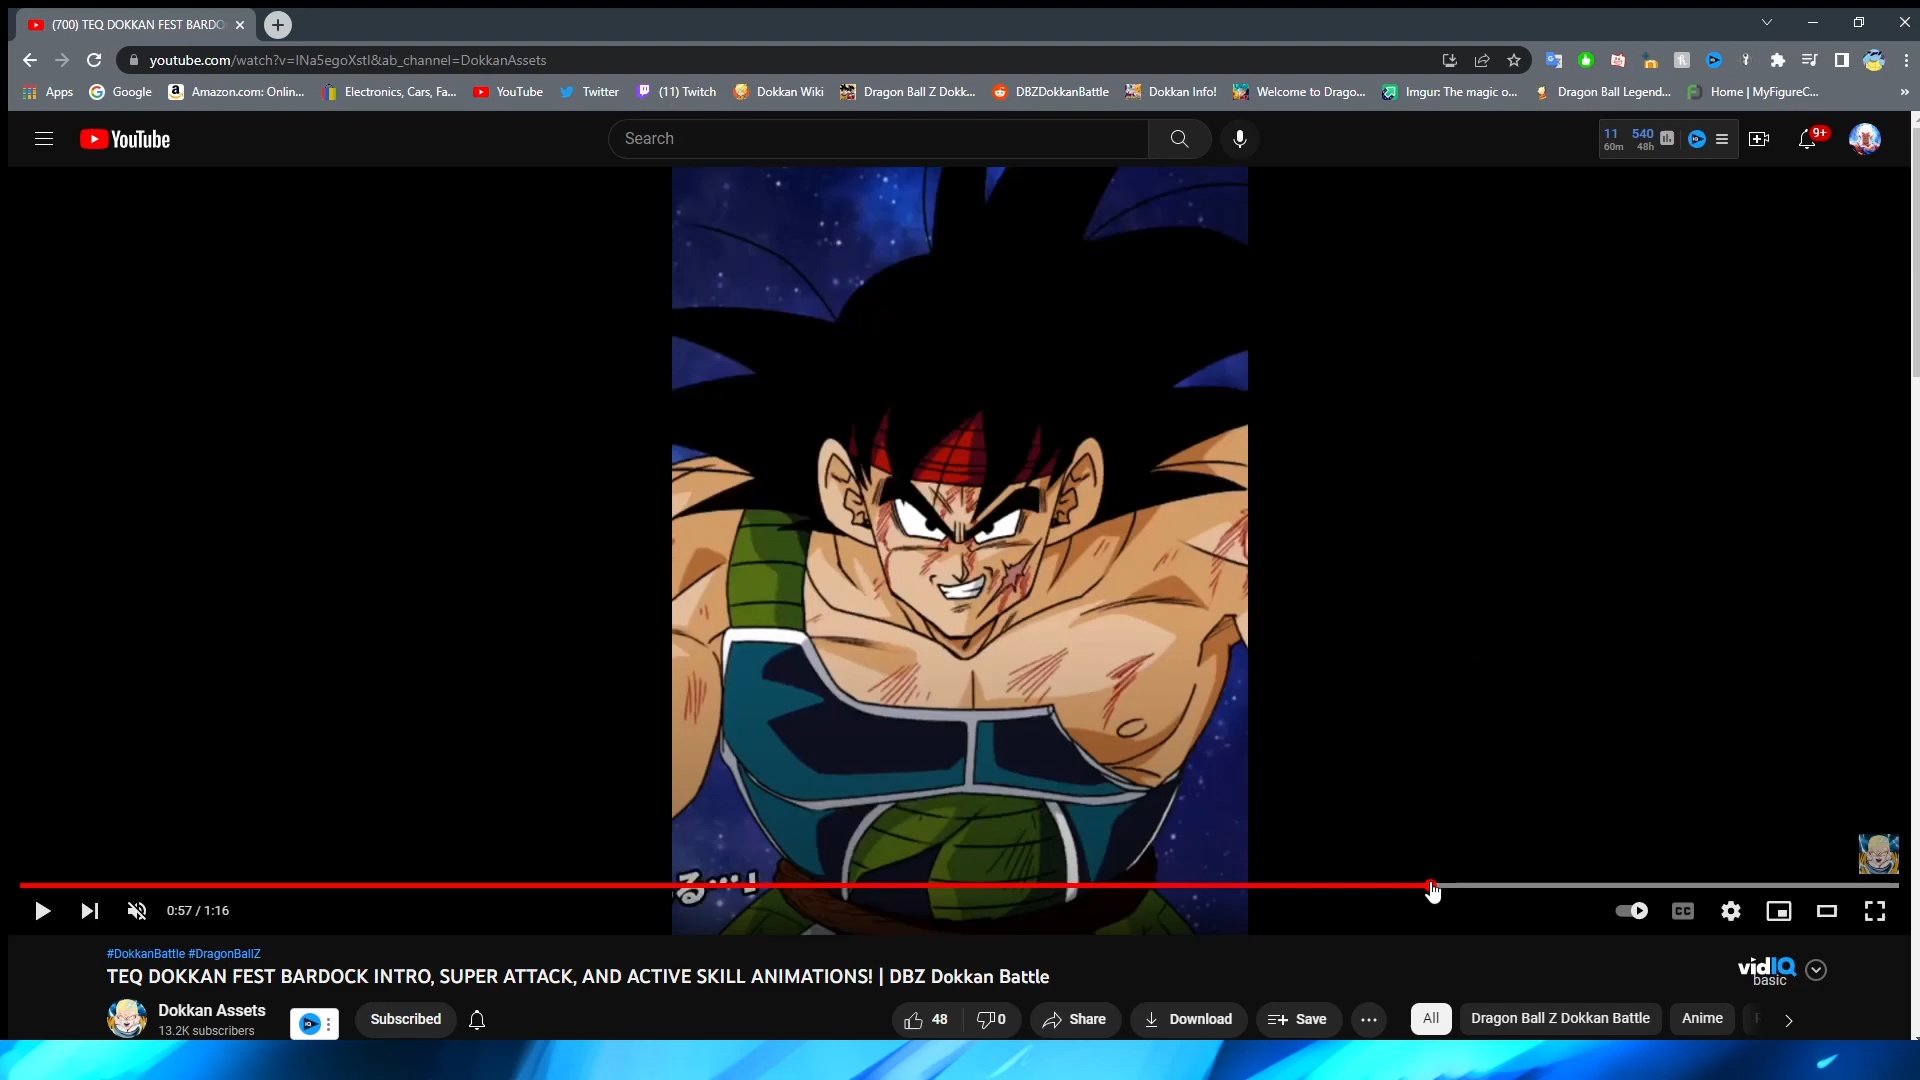 (700) TEQ DOKKAN FEST BARDO
youtube.com/watch?v=INa5egoXstI&ab_channel=DokkanAssets
Apps Google Amazon.com: Onlin... Electronics, Cars, Fa... YouTube Twitter (11) Twitch Dokkan Wiki Dragon Ball Z Dokk... DBZDokkanBattle Dokkan Info! Welcome to Drago... Imgur: The magic o... Dragon Ball Legend... Home | MyFigureC... »
YouTube Search 11 540 9+
60m 48h
る…!
0:57 / 1:16 CC
#DokkanBattle #DragonBallZ
TEQ DOKKAN FEST BARDOCK INTRO, SUPER ATTACK, AND ACTIVE SKILL ANIMATIONS! | DBZ Dokkan Battle
vidIQ
basic
Dokkan Assets
13.2K subscribers
Subscribed 48 0 Share Download Save ... All Dragon Ball Z Dokkan Battle Anime